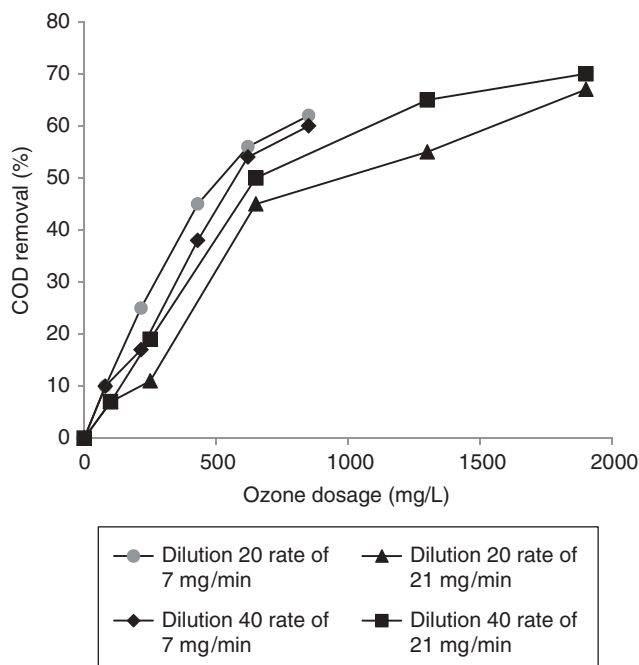 80
70
60
50
40
30
20
10
0
COD removal (%)
0
500
1000
1500
2000
Ozone dosage (mg/L)
Dilution 20 rate of
7 mg/min
Dilution 20 rate of
21 mg/min
Dilution 40 rate of
7 mg/min
Dilution 40 rate of
21 mg/min